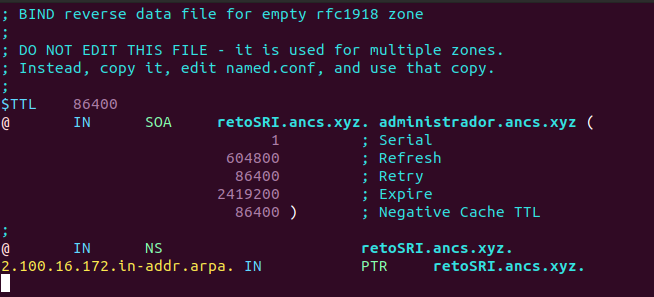 ; BIND reverse data file for empty rfc1918 zone
;
; DO NOT EDIT THIS FILE - it is used for multiple zones.
; Instead, copy it, edit named.conf, and use that copy.
;
$TTL    86400
@       IN      SOA     retoSRI.ancs.xyz. administrador.ancs.xyz (
                              1         ; Serial
                         604800         ; Refresh
                          86400         ; Retry
                        2419200         ; Expire
                          86400 )       ; Negative Cache TTL
;
@       IN      NS                      retoSRI.ancs.xyz.
2.100.16.172.in-addr.arpa. IN           PTR     retoSRI.ancs.xyz.